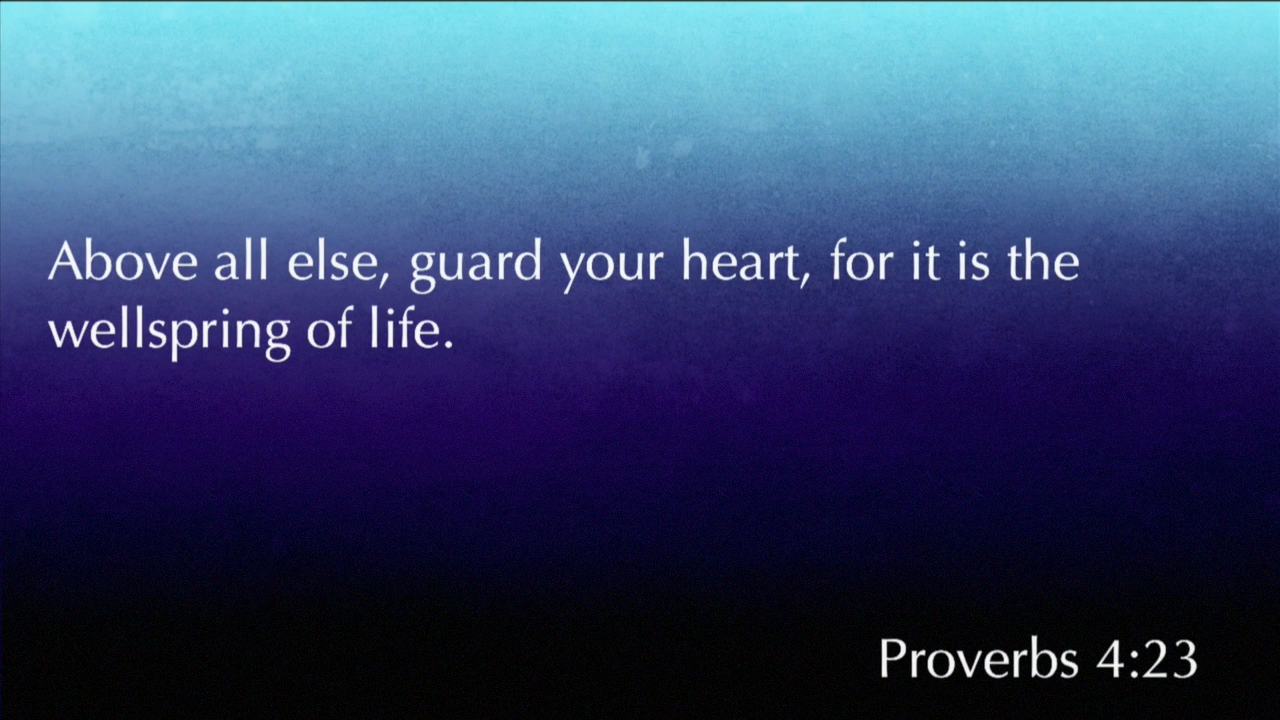 Above all else, guard your heart, for it is the
wellspring of life.
Proverbs 4:23